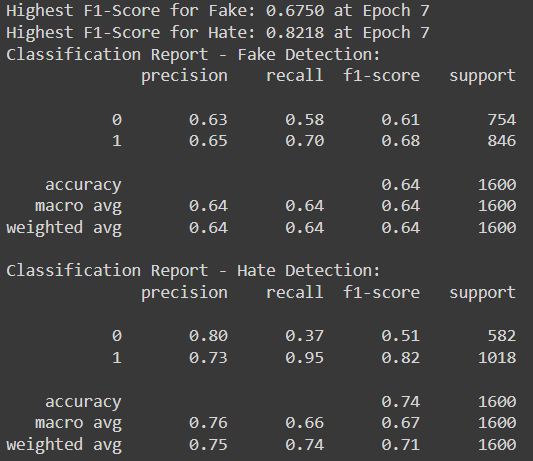 Highest F1-Score for Fake: 0.6750 at Epoch 7
Highest F1-Score for Hate: 0.8218 at Epoch 7
Classification Report - Fake Detection:
precision recall f1-score support
0 0.63 0.58 0.61 754
1 0.65 0.70 0.68 846
accuracy 0.64 1600
macro avg 0.64 0.64 0.64 1600
weighted avg 0.64 0.64 0.64 1600
Classification Report - Hate Detection:
precision recall f1-score support
0 0.80 0.37 0.51 582
1 0.73 0.95 0.82 1018
accuracy 0.74 1600
macro avg 0.76 0.66 0.67 1600
weighted avg 0.75 0.74 0.71 1600